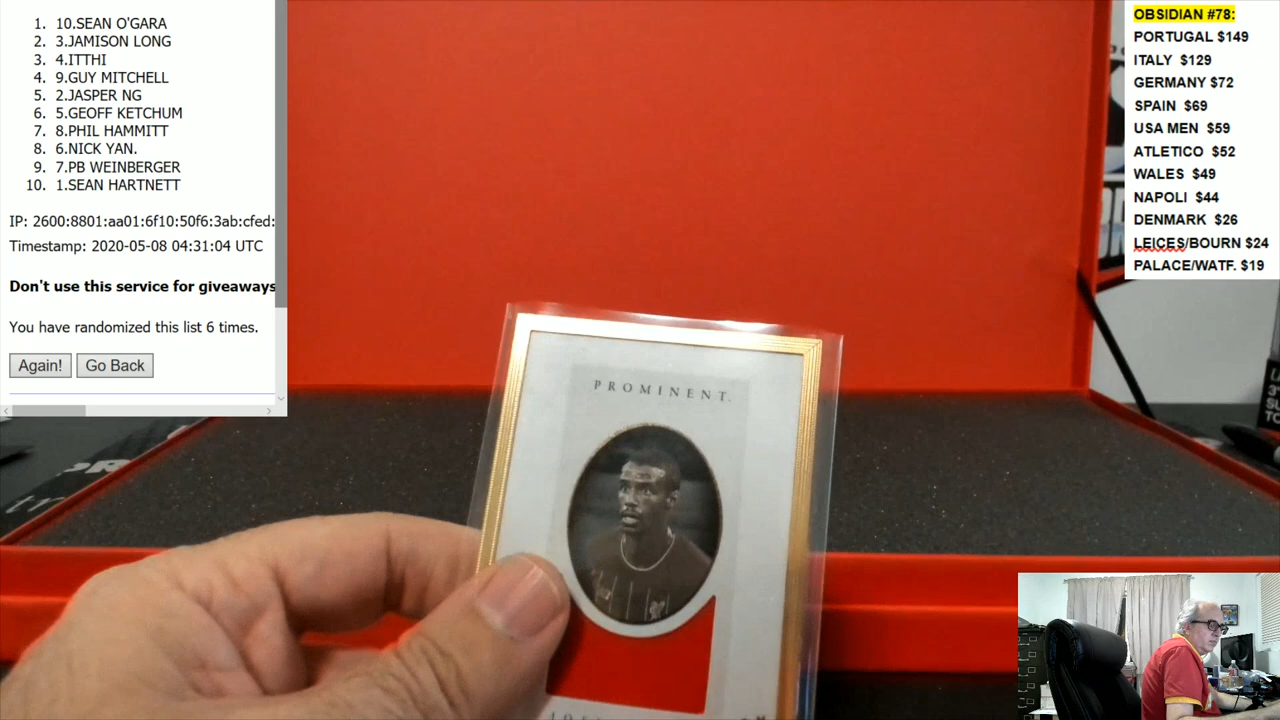 1. 10.SEAN O'GARA
2. 3.JAMISON LONG
3. 4.ITTHI
4. 9.GUY MITCHELL
5. 2.JASPER NG
6. 5.GEOFF KETCHUM
7. 8.PHIL HAMMITT
8. 6.NICK YAN.
9. 7.PB WEINBERGER
10. 1.SEAN HARTNETT
IP: 2600:8801:aa01:6f10:50f6:3ab:cfed:
Timestamp: 2020-05-08 04:31:04 UTC
Don't use this service for giveaways
You have randomized this list 6 times.
Again! Go Back
PROMINENT.
OBSIDIAN #78:
PORTUGAL $149
ITALY $129
GERMANY $72
SPAIN $69
USA MEN $59
ATLETICO $52
WALES $49
NAPOLI $44
DENMARK $26
LEICES/BOURN $24
PALACE/WATF. $19